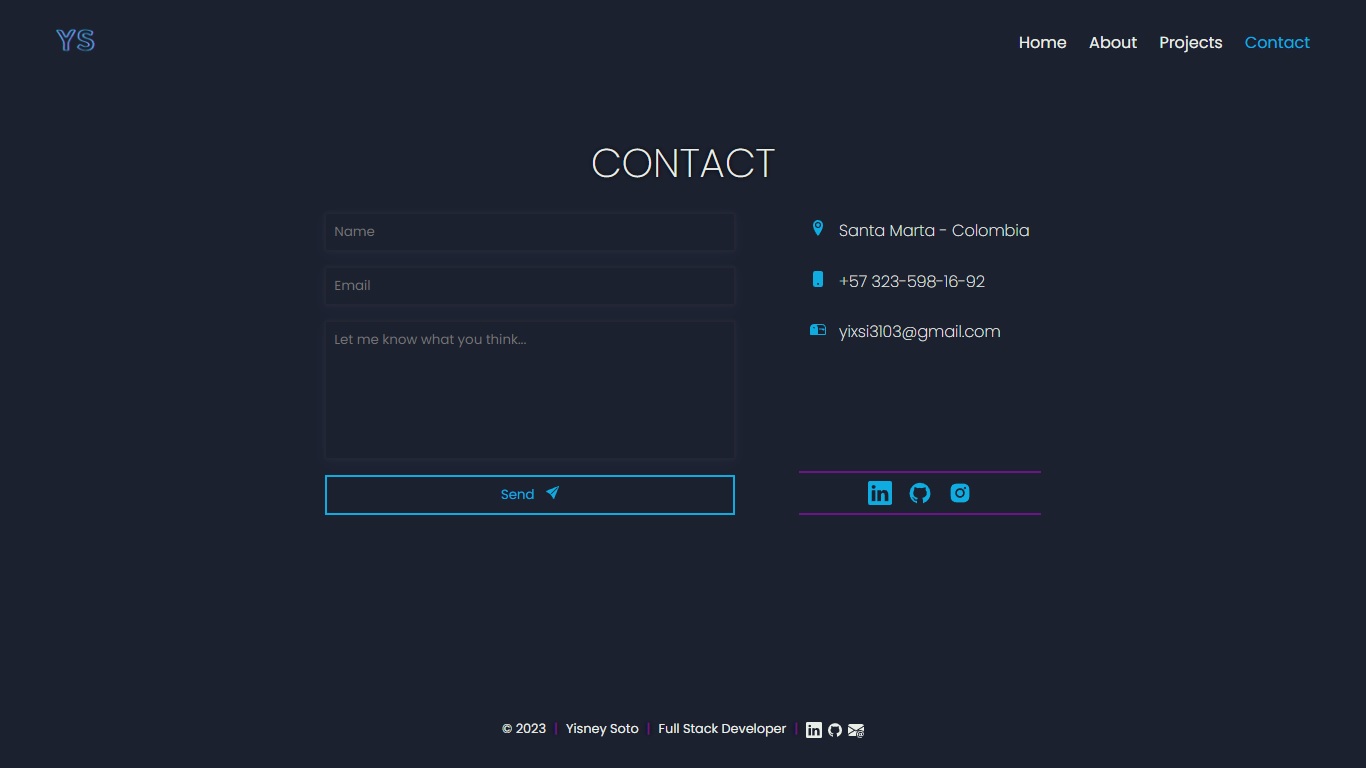 YS
Home About Projects Contact
CONTACT
Name
Email
Let me know what you think...
Send
Santa Marta - Colombia
+57 323-598-16-92
yixsi3103@gmail.com
© 2023 | Yisney Soto | Full Stack Developer |